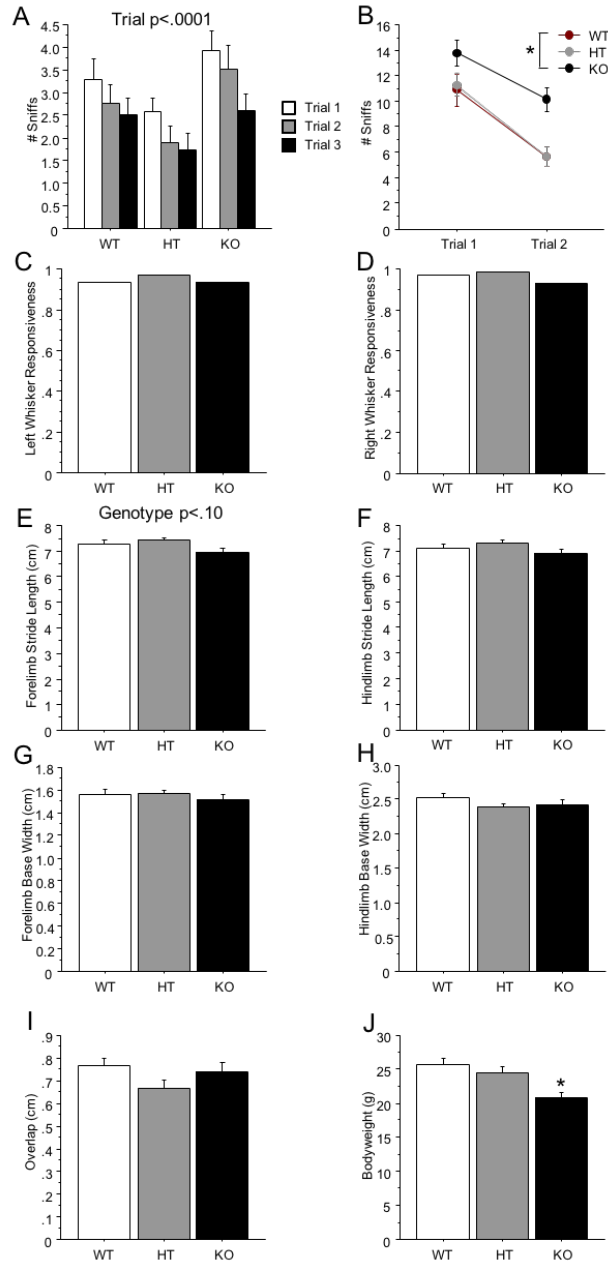 A
Trial p<.0001
# Sniffs
4.5
4.0
3.5
3.0
2.5
2.0
1.5
1.0
0.5
0
WT
HT
KO
Trial 1
Trial 2
Trial 3
B
# Sniffs
16
14
12
10
8
6
4
2
0
Trial 1
Trial 2
*
WT
HT
KO
C
Left Whisker Responsiveness
1
.8
.6
.4
.2
0
WT
HT
KO
D
Right Whisker Responsiveness
1
.8
.6
.4
.2
0
WT
HT
KO
E
Genotype p<.10
Forelimb Stride Length (cm)
8
7
6
5
4
3
2
1
0
WT
HT
KO
F
Hindlimb Stride Length (cm)
8
7
6
5
4
3
2
1
0
WT
HT
KO
G
Forelimb Base Width (cm)
1.8
1.6
1.4
1.2
1.0
0.8
0.6
0.4
0.2
0
WT
HT
KO
H
Hindlimb Base Width (cm)
3.0
2.5
2.0
1.5
1.0
0.5
0
WT
HT
KO
I
Overlap (cm)
.9
.8
.7
.6
.5
.4
.3
.2
.1
0
WT
HT
KO
J
Bodyweight (g)
30
25
20
15
10
5
0
*
WT
HT
KO